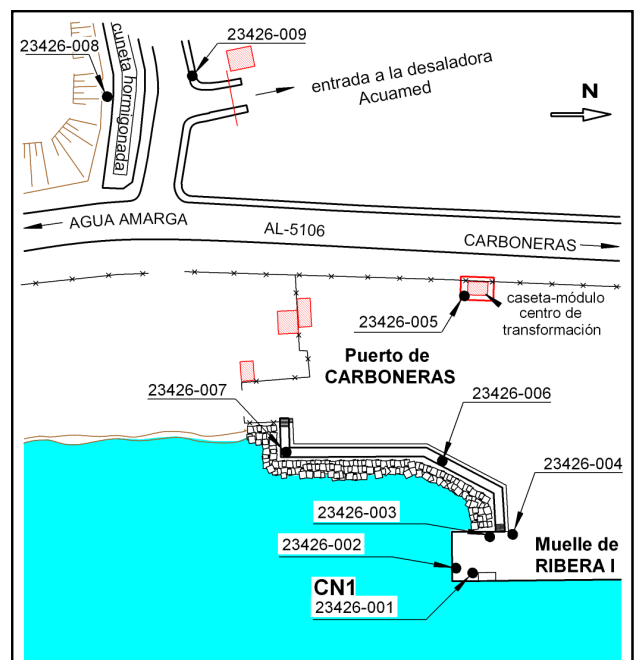 23426-008
23426-009
cuneta hormigonada
entrada a la desaladora
Acuamed
N
AGUA AMARGA
AL-5106
CARBONERAS
caseta-módulo
centro de
transformación
23426-005
Puerto de
CARBONERAS
23426-007
23426-006
23426-004
23426-003
23426-002
Muelle de
RIBERA I
CN1
23426-001